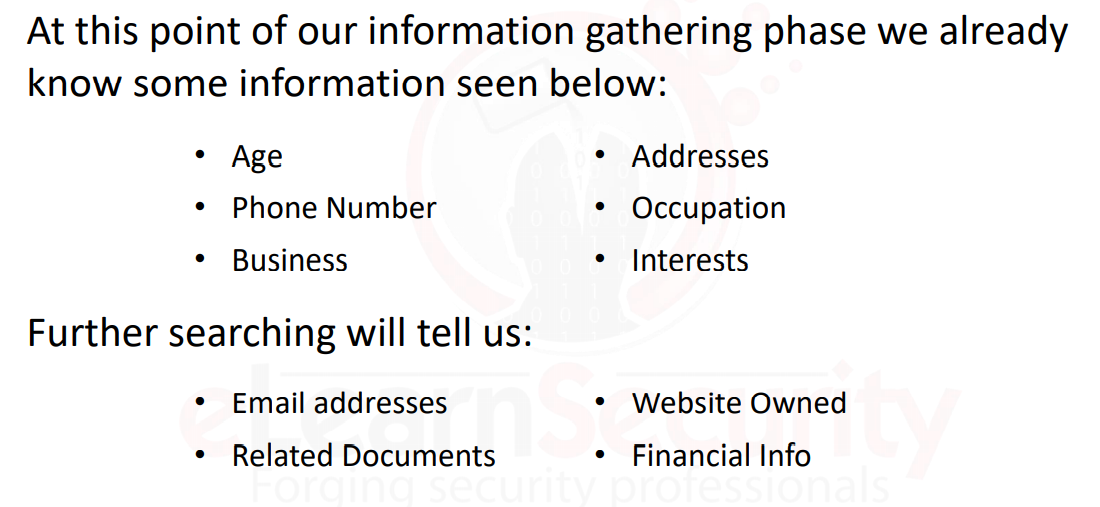 At this point of our information gathering phase we already
know some information seen below:
• Age
• Addresses
• Phone Number
• Occupation
• Business
• Interests
Further searching will tell us:
• Email addresses
• Website Owned
• Related Documents
• Financial Info
eLearnSecurity
Forging security professionals